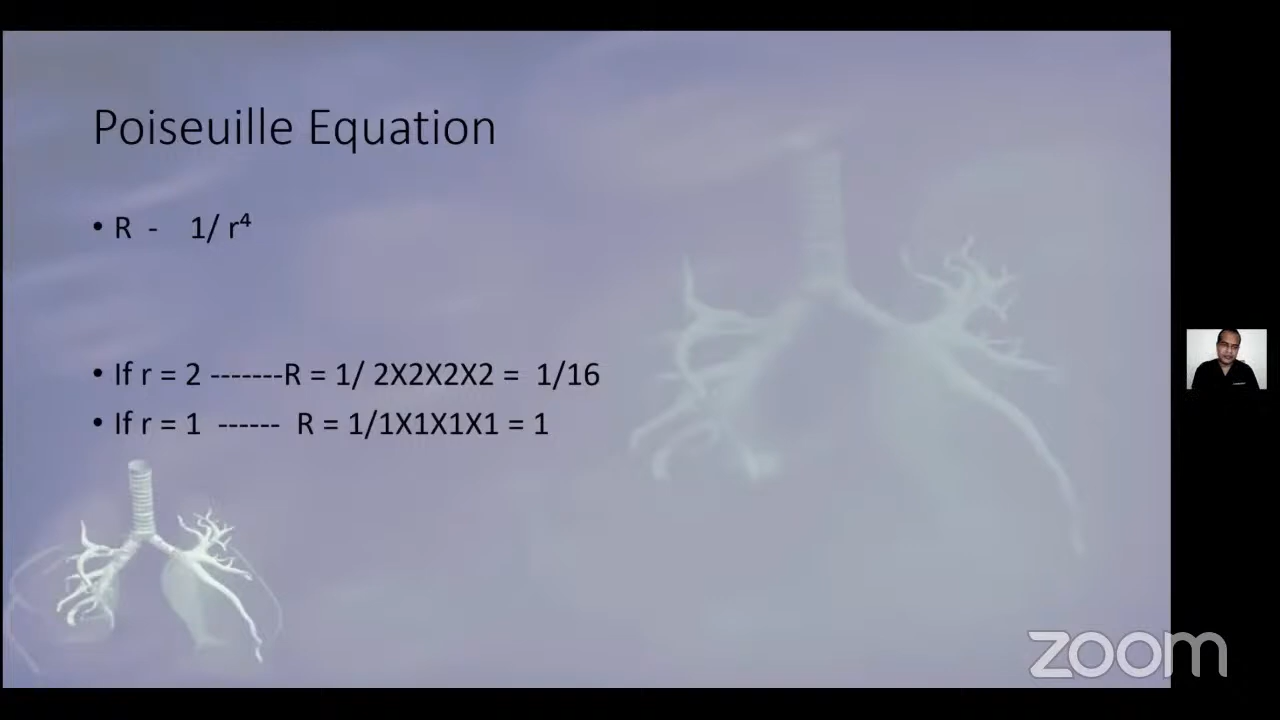 Poiseuille Equation
• R - 1/ r⁴
• If r = 2 -------R = 1/ 2X2X2X2 = 1/16
• If r = 1 ------ R = 1/1X1X1X1 = 1
zoom